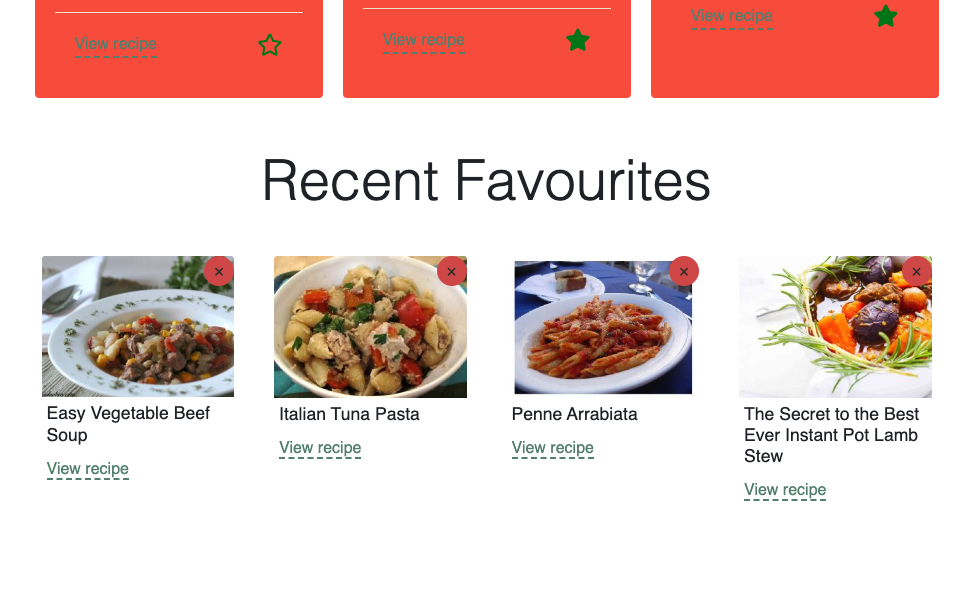 View recipe
View recipe
View recipe
Recent Favourites
Easy Vegetable Beef
Soup
View recipe
Italian Tuna Pasta
View recipe
Penne Arrabiata
View recipe
The Secret to the Best
Ever Instant Pot Lamb
Stew
View recipe